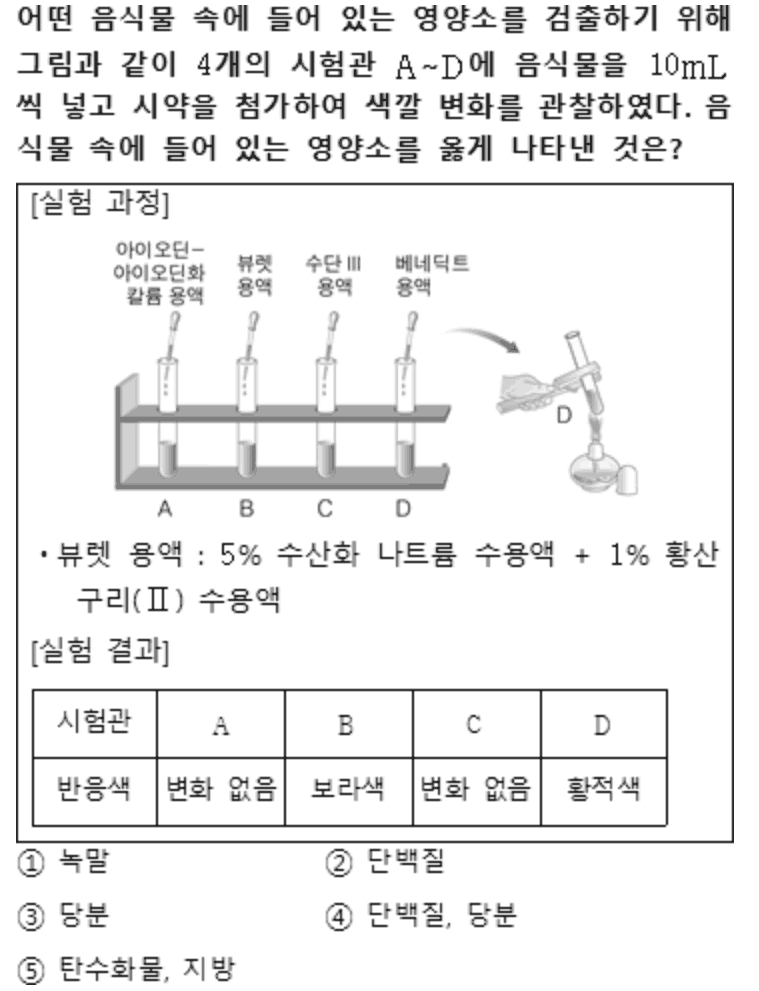 어떤 음식물 속에 들어 있는 영양소를 검출하기 위해
그림과 같이 4개의 시험관 A~D에 음식물을 10mL
씩 넣고 시약을 첨가하여 색깔 변화를 관찰하였다. 음
식물 속에 들어 있는 영양소를 옳게 나타낸 것은?
[실험 과정]
아이오딘-
아이오딘화
칼륨 용액
뷰렛
용액
수단 III
용액
베네딕트
용액
D
A B C D
• 뷰렛 용액 : 5% 수산화 나트륨 수용액 + 1% 황산
구리(Ⅱ) 수용액
[실험 결과]
시험관 A B C D
반응색 변화 없음 보라색 변화 없음 황적색
① 녹말 ② 단백질
③ 당분 ④ 단백질, 당분
⑤ 탄수화물, 지방